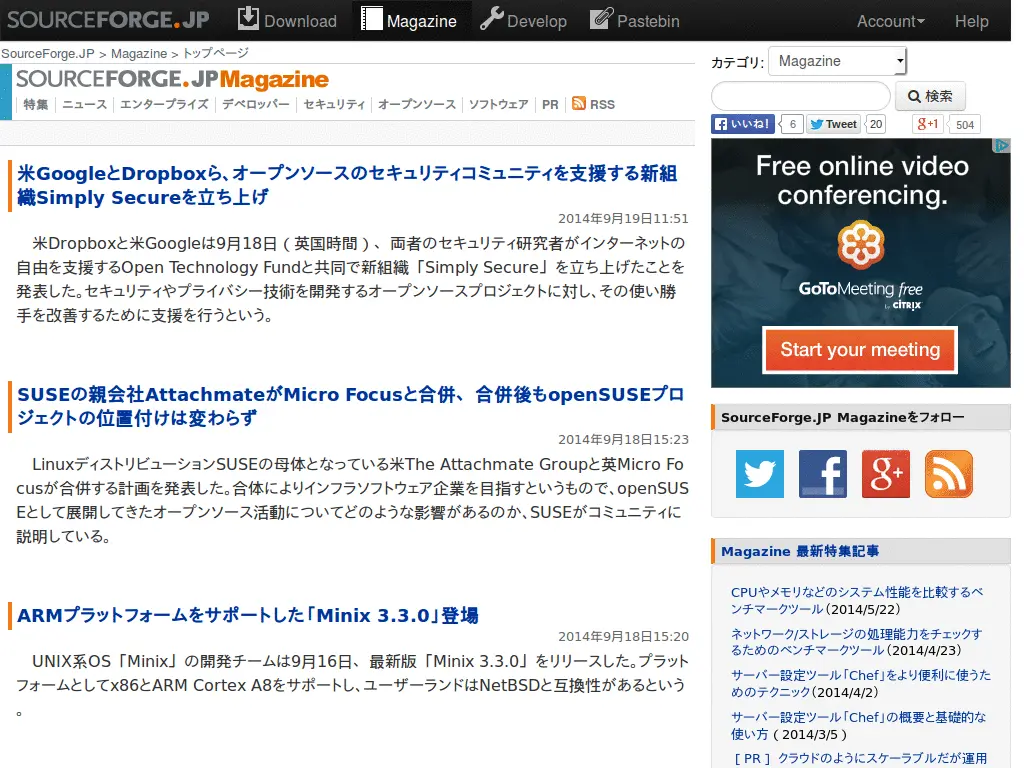 SOURCEFORGE.JP Download Magazine Develop Pastebin Account Help
SourceForge.JP > Magazine > トップページ
SOURCEFORGE.JPMagazine
特集 ニュース エンタープライズ デベロッパー セキュリティ オープンソース ソフトウェア PR RSS
米GoogleとDropboxら、オープンソースのセキュリティコミュニティを支援する新組
織Simply Secureを立ち上げ
2014年9月19日11:51
米Dropboxと米Googleは9月18日(英国時間)、両者のセキュリティ研究者がインターネットの
自由を支援するOpen Technology Fundと共同で新組織「Simply Secure」を立ち上げたことを
発表した。セキュリティやプライバシー技術を開発するオープンソースプロジェクトに対し、その使い勝
手を改善するために支援を行うという。
SUSEの親会社AttachmateがMicro Focusと合併、合併後もopenSUSEプロ
ジェクトの位置付けは変わらず
2014年9月18日15:23
LinuxディストリビューションSUSEの母体となっている米The Attachmate Groupと英Micro Fo
cusが合併する計画を発表した。合体によりインフラソフトウェア企業を目指すというもので、openSUS
Eとして展開してきたオープンソース活動についてどのような影響があるのか、SUSEがコミュニティに
説明している。
ARMプラットフォームをサポートした「Minix 3.3.0」登場
2014年9月18日15:20
UNIX系OS「Minix」の開発チームは9月16日、最新版「Minix 3.3.0」をリリースした。プラット
フォームとしてx86とARM Cortex A8をサポートし、ユーザーランドはNetBSDと互換性があるという
。
カテゴリ: Magazine
検索
いいね! 6 Tweet 20 g+1 504
Free online video
conferencing.
GoToMeeting free
by CITRIX
Start your meeting
SourceForge.JP Magazineをフォロー
Magazine 最新特集記事
CPUやメモリなどのシステム性能を比較するベ
ンチマークツール(2014/5/22)
ネットワーク/ストレージの処理能力をチェックす
るためのベンチマークツール(2014/4/23)
サーバー設定ツール「Chef」をより便利に使うた
めのテクニック(2014/4/2)
サーバー設定ツール「Chef」の概要と基礎的な
使い方(2014/3/5)
[PR] クラウドのようにスケーラブルだが運用